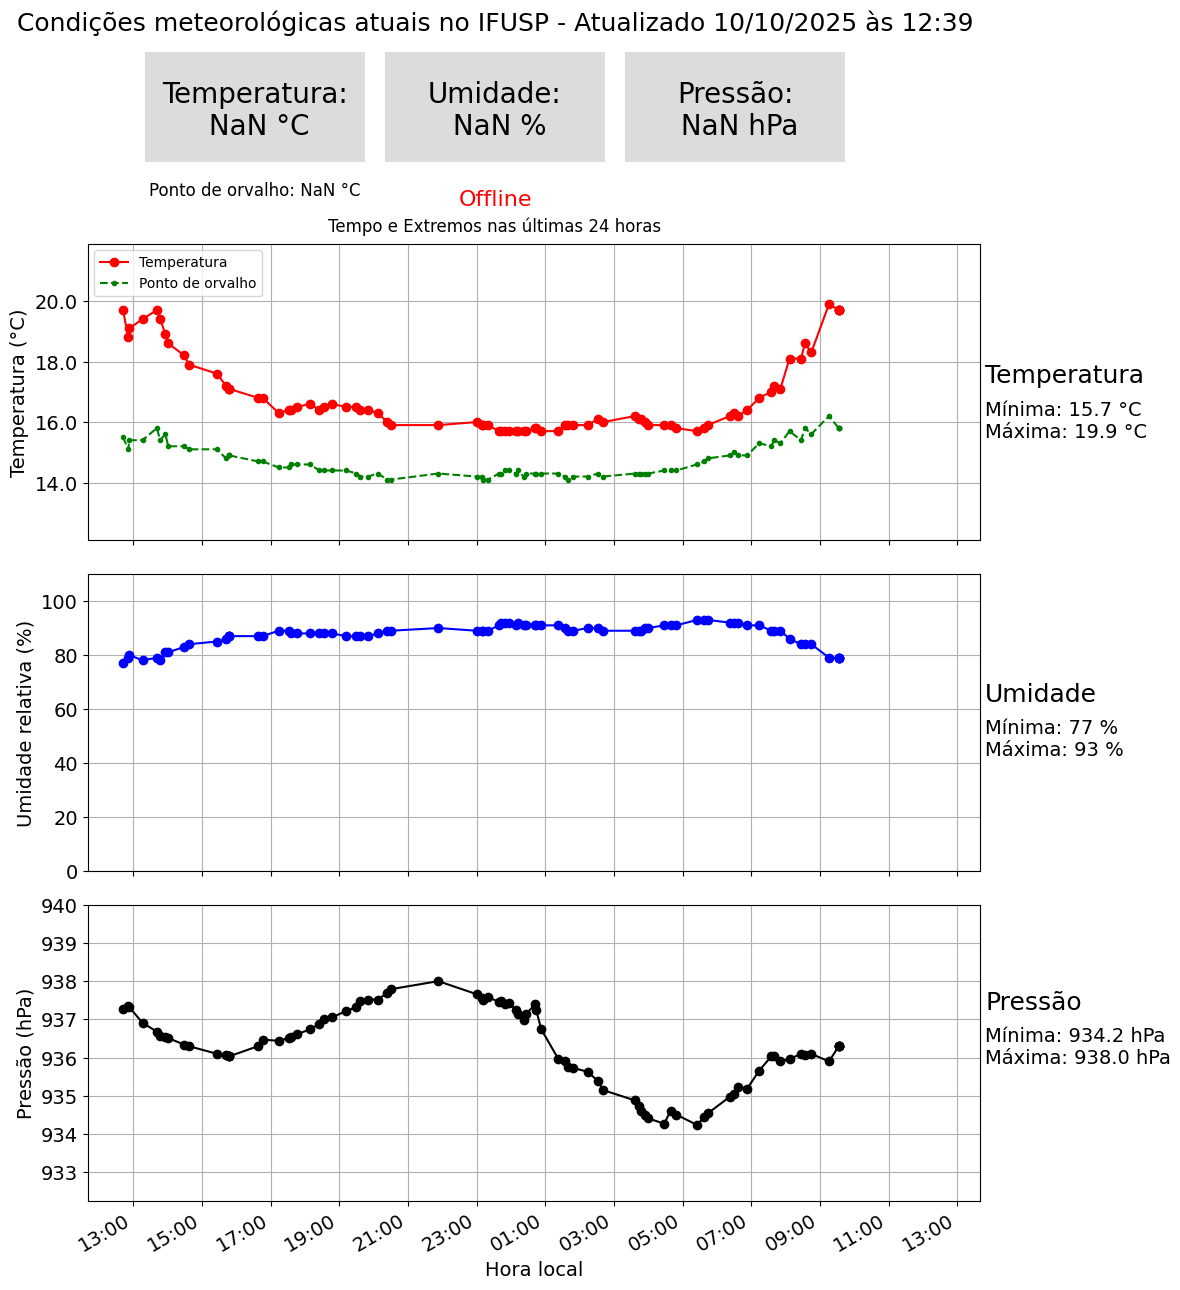 Condições meteorológicas atuais no IFUSP - Atualizado 10/10/2025 às 12:39
Temperatura:
NaN °C
Umidade:
NaN %
Pressão:
NaN hPa
Ponto de orvalho: NaN °C
Offline
Tempo e Extremos nas últimas 24 horas
Temperatura
Ponto de orvalho
Temperatura (°C)
20.0
18.0
16.0
14.0
Temperatura
Mínima: 15.7 °C
Máxima: 19.9 °C
Umidade relativa (%)
100
80
60
40
20
0
Umidade
Mínima: 77 %
Máxima: 93 %
Pressão (hPa)
940
939
938
937
936
935
934
933
Pressão
Mínima: 934.2 hPa
Máxima: 938.0 hPa
13:00
15:00
17:00
19:00
21:00
23:00
01:00
03:00
05:00
07:00
09:00
11:00
13:00
Hora local